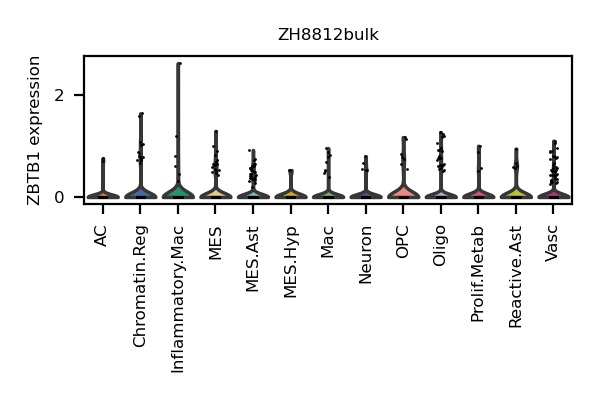 ZH8812bulk
ZBTB1 expression
2
0
AC
Chromatin.Reg
Inflammatory.Mac
MES
MES.Ast
MES.Hyp
Mac
Neuron
OPC
Oligo
Prolif.Metab
Reactive.Ast
Vasc